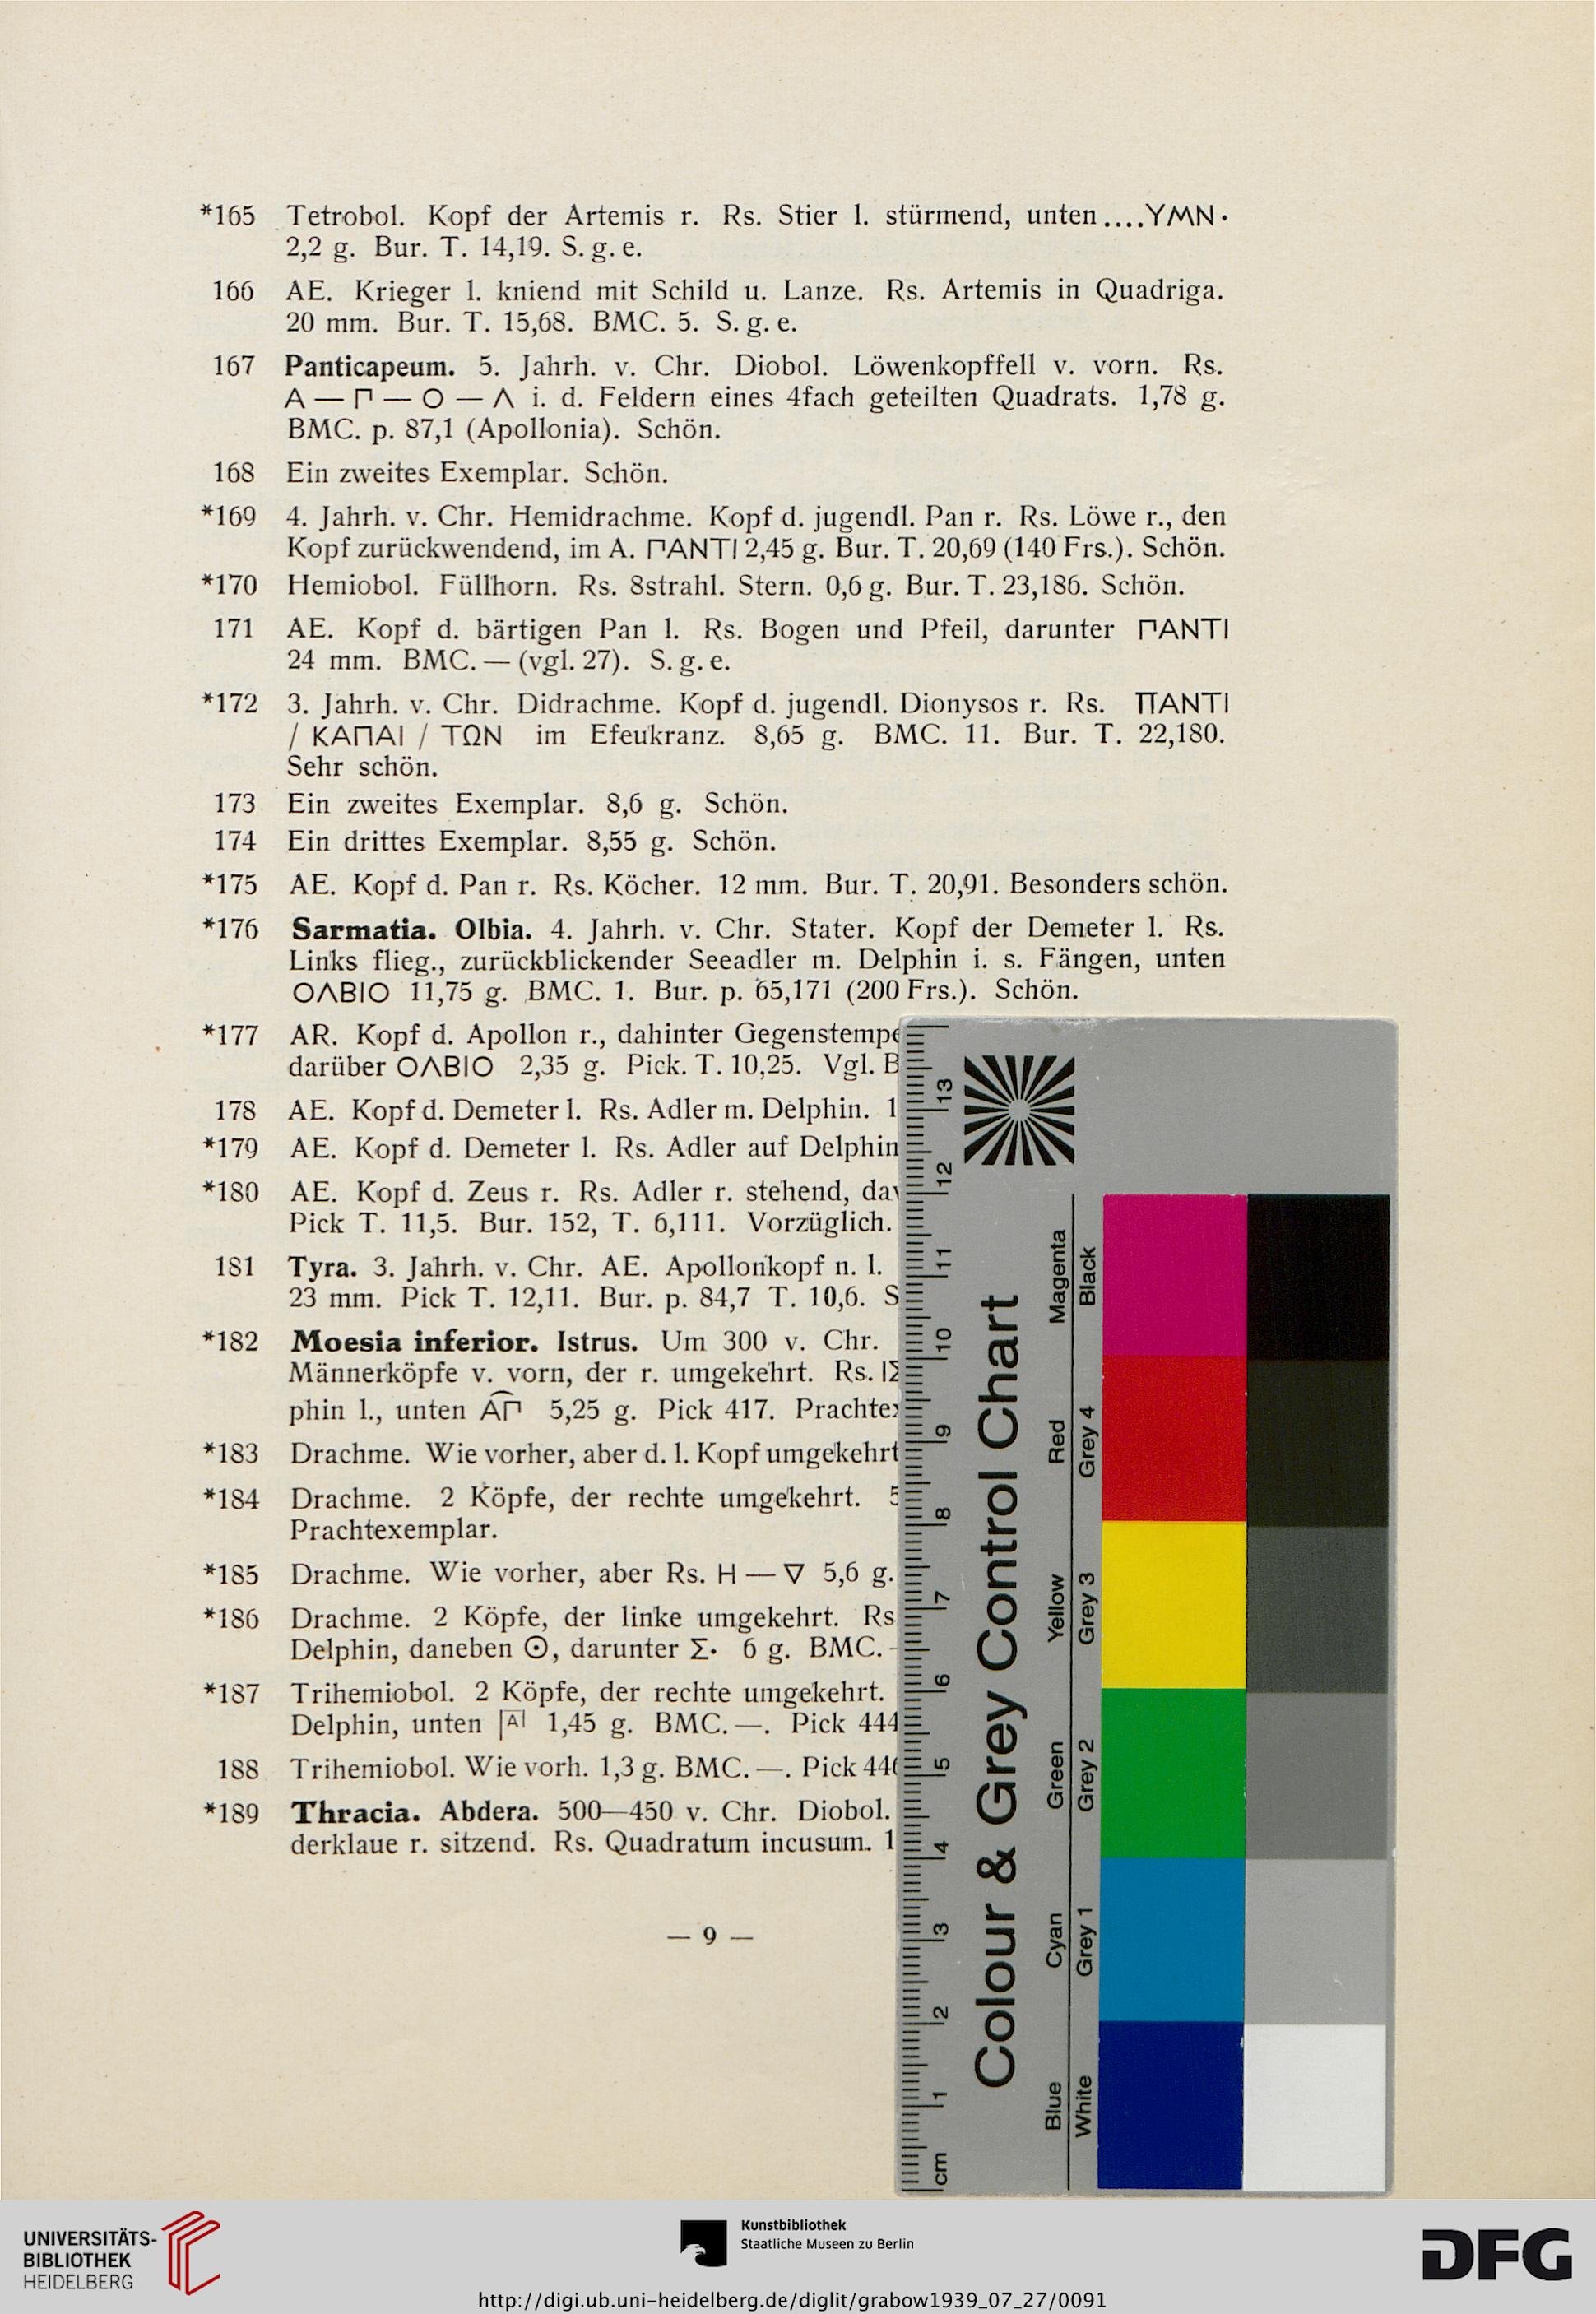 *165 Tetrobol. Kopf der Artemis r. Rs. Stier l. stürmend, unten....ΥΜΝ·
2,2 g. Bur. T. 14,19. S. g. e.
166 AE. Krieger l. kniend mit Schild u. Lanze. Rs. Artemis in Quadriga.
20 mm. Bur. T. 15,68. BMC. 5. S. g. e.
167 Panticapeum. 5. Jahrh. v. Chr. Diobol. Löwenkopffell v. vorn. Rs.
Α — Γ' — Ο — Λ i. d. Feldern eines 4fach geteilten Quadrats. 1,78 g.
BMC. p. 87,1 (Apollonia). Schön.
168 Ein zweites Exemplar. Schön.
*169 4. Jahrh. v. Chr. Hemidrachme. Kopf d. jugendl. Pan r. Rs. Löwe r., den
Kopf zurückwendend, im A. ΠΑΝΤΙ 2,45 g. Bur. T. 20,69 (140 Frs.). Schön.
*170 Hemiobol. Füllhorn. Rs. 8strahl. Stern. 0,6 g. Bur. T. 23,186. Schön.
171 AE. Kopf d. bärtigen Pan l. Rs. Bogen und Pfeil, darunter ΠΑΝΤΙ
24 mm. BMC. — (vgl. 27). S. g. e.
*172 3. Jahrh. v. Chr. Didrachme. Kopf d. jugendl. Dionysos r. Rs. ΠΑΝΤΙ
/ ΚΑΠΑΙ / ΤΩΝ im Efeukranz. 8,65 g. BMC. 11. Bur. T. 22,180.
Sehr schön.
173 Ein zweites Exemplar. 8,6 g. Schön.
174 Ein drittes Exemplar. 8,55 g. Schön.
*175 AE. Kopf d. Pan r. Rs. Köcher. 12 mm. Bur. T. 20,91. Besonders schön.
*176 Sarmatia. Olbia. 4. Jahrh. v. Chr. Stater. Kopf der Demeter l. Rs.
Links flieg., zurückblickender Seeadler m. Delphin i. s. Fängen, unten
ΟΛΒΙΟ 11,75 g. BMC. 1. Bur. p. 65,171 (200 Frs.). Schön.
*177 AR. Kopf d. Apollon r., dahinter Gegenstempe
darüber ΟΛΒΙΟ 2,35 g. Pick. T. 10,25. Vgl. B
178 AE. Kopf d. Demeter l. Rs. Adler m. Delphin. 1
*179 AE. Kopf d. Demeter l. Rs. Adler auf Delphin
*180 AE. Kopf d. Zeus r. Rs. Adler r. stehend, da
Pick T. 11,5. Bur. 152, T. 6,111. Vorzüglich.
181 Tyra. 3. Jahrh. v. Chr. AE. Apollonkopf n. l.
23 mm. Pick T. 12,11. Bur. p. 84,7 T. 10,6. S
*182 Moesia inferior. Istrus. Um 300 v. Chr.
Männerköpfe v. vorn, der r. umgekehrt. Rs. ΙΣ
phin l., unten ΑΠ 5,25 g. Pick 417. Prachte
*183 Drachme. Wie vorher, aber d. l. Kopf umgekehrt
*184 Drachme. 2 Köpfe, der rechte umgekehrt. 5
Prachtexemplar.
*185 Drachme. Wie vorher, aber Rs. Η — ∇ 5,6 g.
*186 Drachme. 2 Köpfe, der linke umgekehrt. Rs
Delphin, daneben ⊙, darunter Σ· 6 g. BMC. -
*187 Trihemiobol. 2 Köpfe, der rechte umgekehrt.
Delphin, unten |A| 1,45 g. BMC. —. Pick 444
188 Trihemiobol. Wie vorh. 1,3 g. BMC. —. Pick 44
*189 Thracia. Abdera. 500—450 v. Chr. Diobol.
derklaue r. sitzend. Rs. Quadratum incusum. 1
— 9 —
13
12
11
10
9
8
7
6
5
4
3
2
1
cm
Colour & Grey Control Chart
Blue Cyan Green Yellow Red Magenta
White Grey 1 Grey 2 Grey 3 Grey 4 Black
UNIVERSITÄTS-
BIBLIOTHEK
HEIDELBERG
Kunstbibliothek
Staatliche Museen zu Berlin
DFG
http://digi.ub.uni-heidelberg.de/diglit/grabow1939_07_27/0091